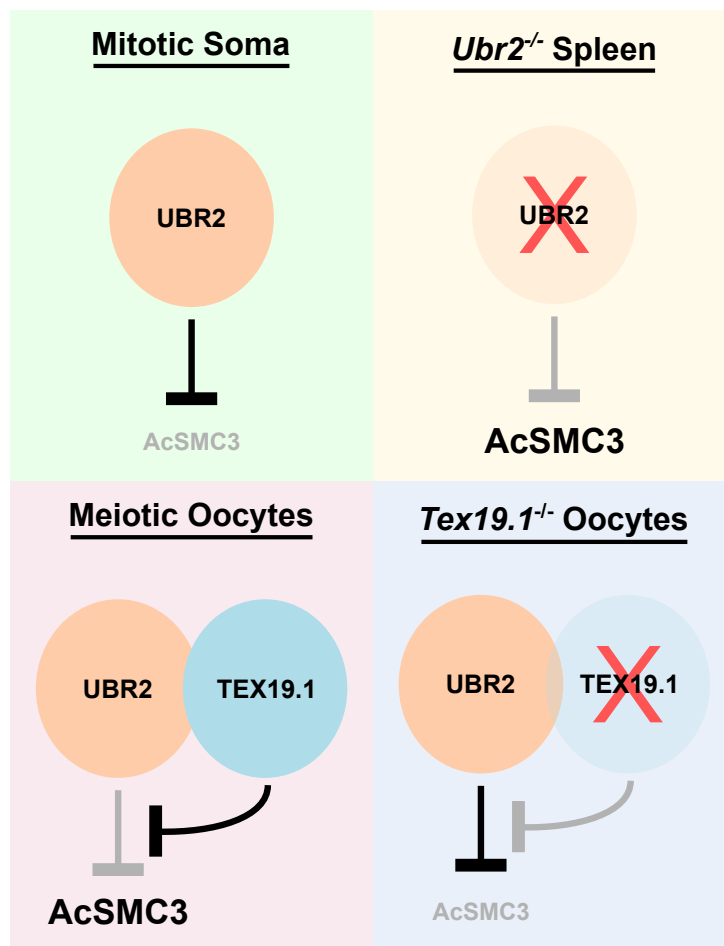 Mitotic Soma
UBR2
AcSMC3
Ubr2-/- Spleen
UBR2
AcSMC3
Meiotic Oocytes
UBR2 TEX19.1
AcSMC3
Tex19.1-/- Oocytes
UBR2 TEX19.1
AcSMC3